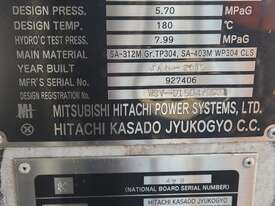 DESIGN PRESS. 5.70 MPaG
DESIGN TEMP. 180 ℃
HYDRO'C TEST PRESS. 7.99 MPaG
MAIN MATERIAL SA-312M Gr.TP304, SA-403M WP304 CLS
YEAR BUILT
MFR'S SERIAL NO. 927406
DESIGN REGISTRATION NO.
MITSUBISHI HITACHI POWER SYSTEMS, LTD.
HITACHI KASADO JYUKOGYO C.C.
(NATIONAL BOARD SERIAL NUMBER)